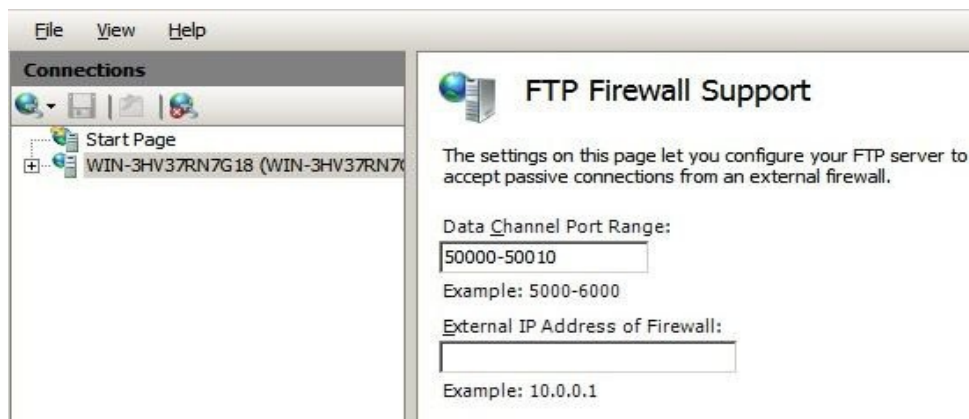 File View Help
Connections
Start Page
WIN-3HV37RN7G18 (WIN-3HV37RN7
FTP Firewall Support
The settings on this page let you configure your FTP server to
accept passive connections from an external firewall.
Data Channel Port Range:
50000-50010
Example: 5000-6000
External IP Address of Firewall:
Example: 10.0.0.1